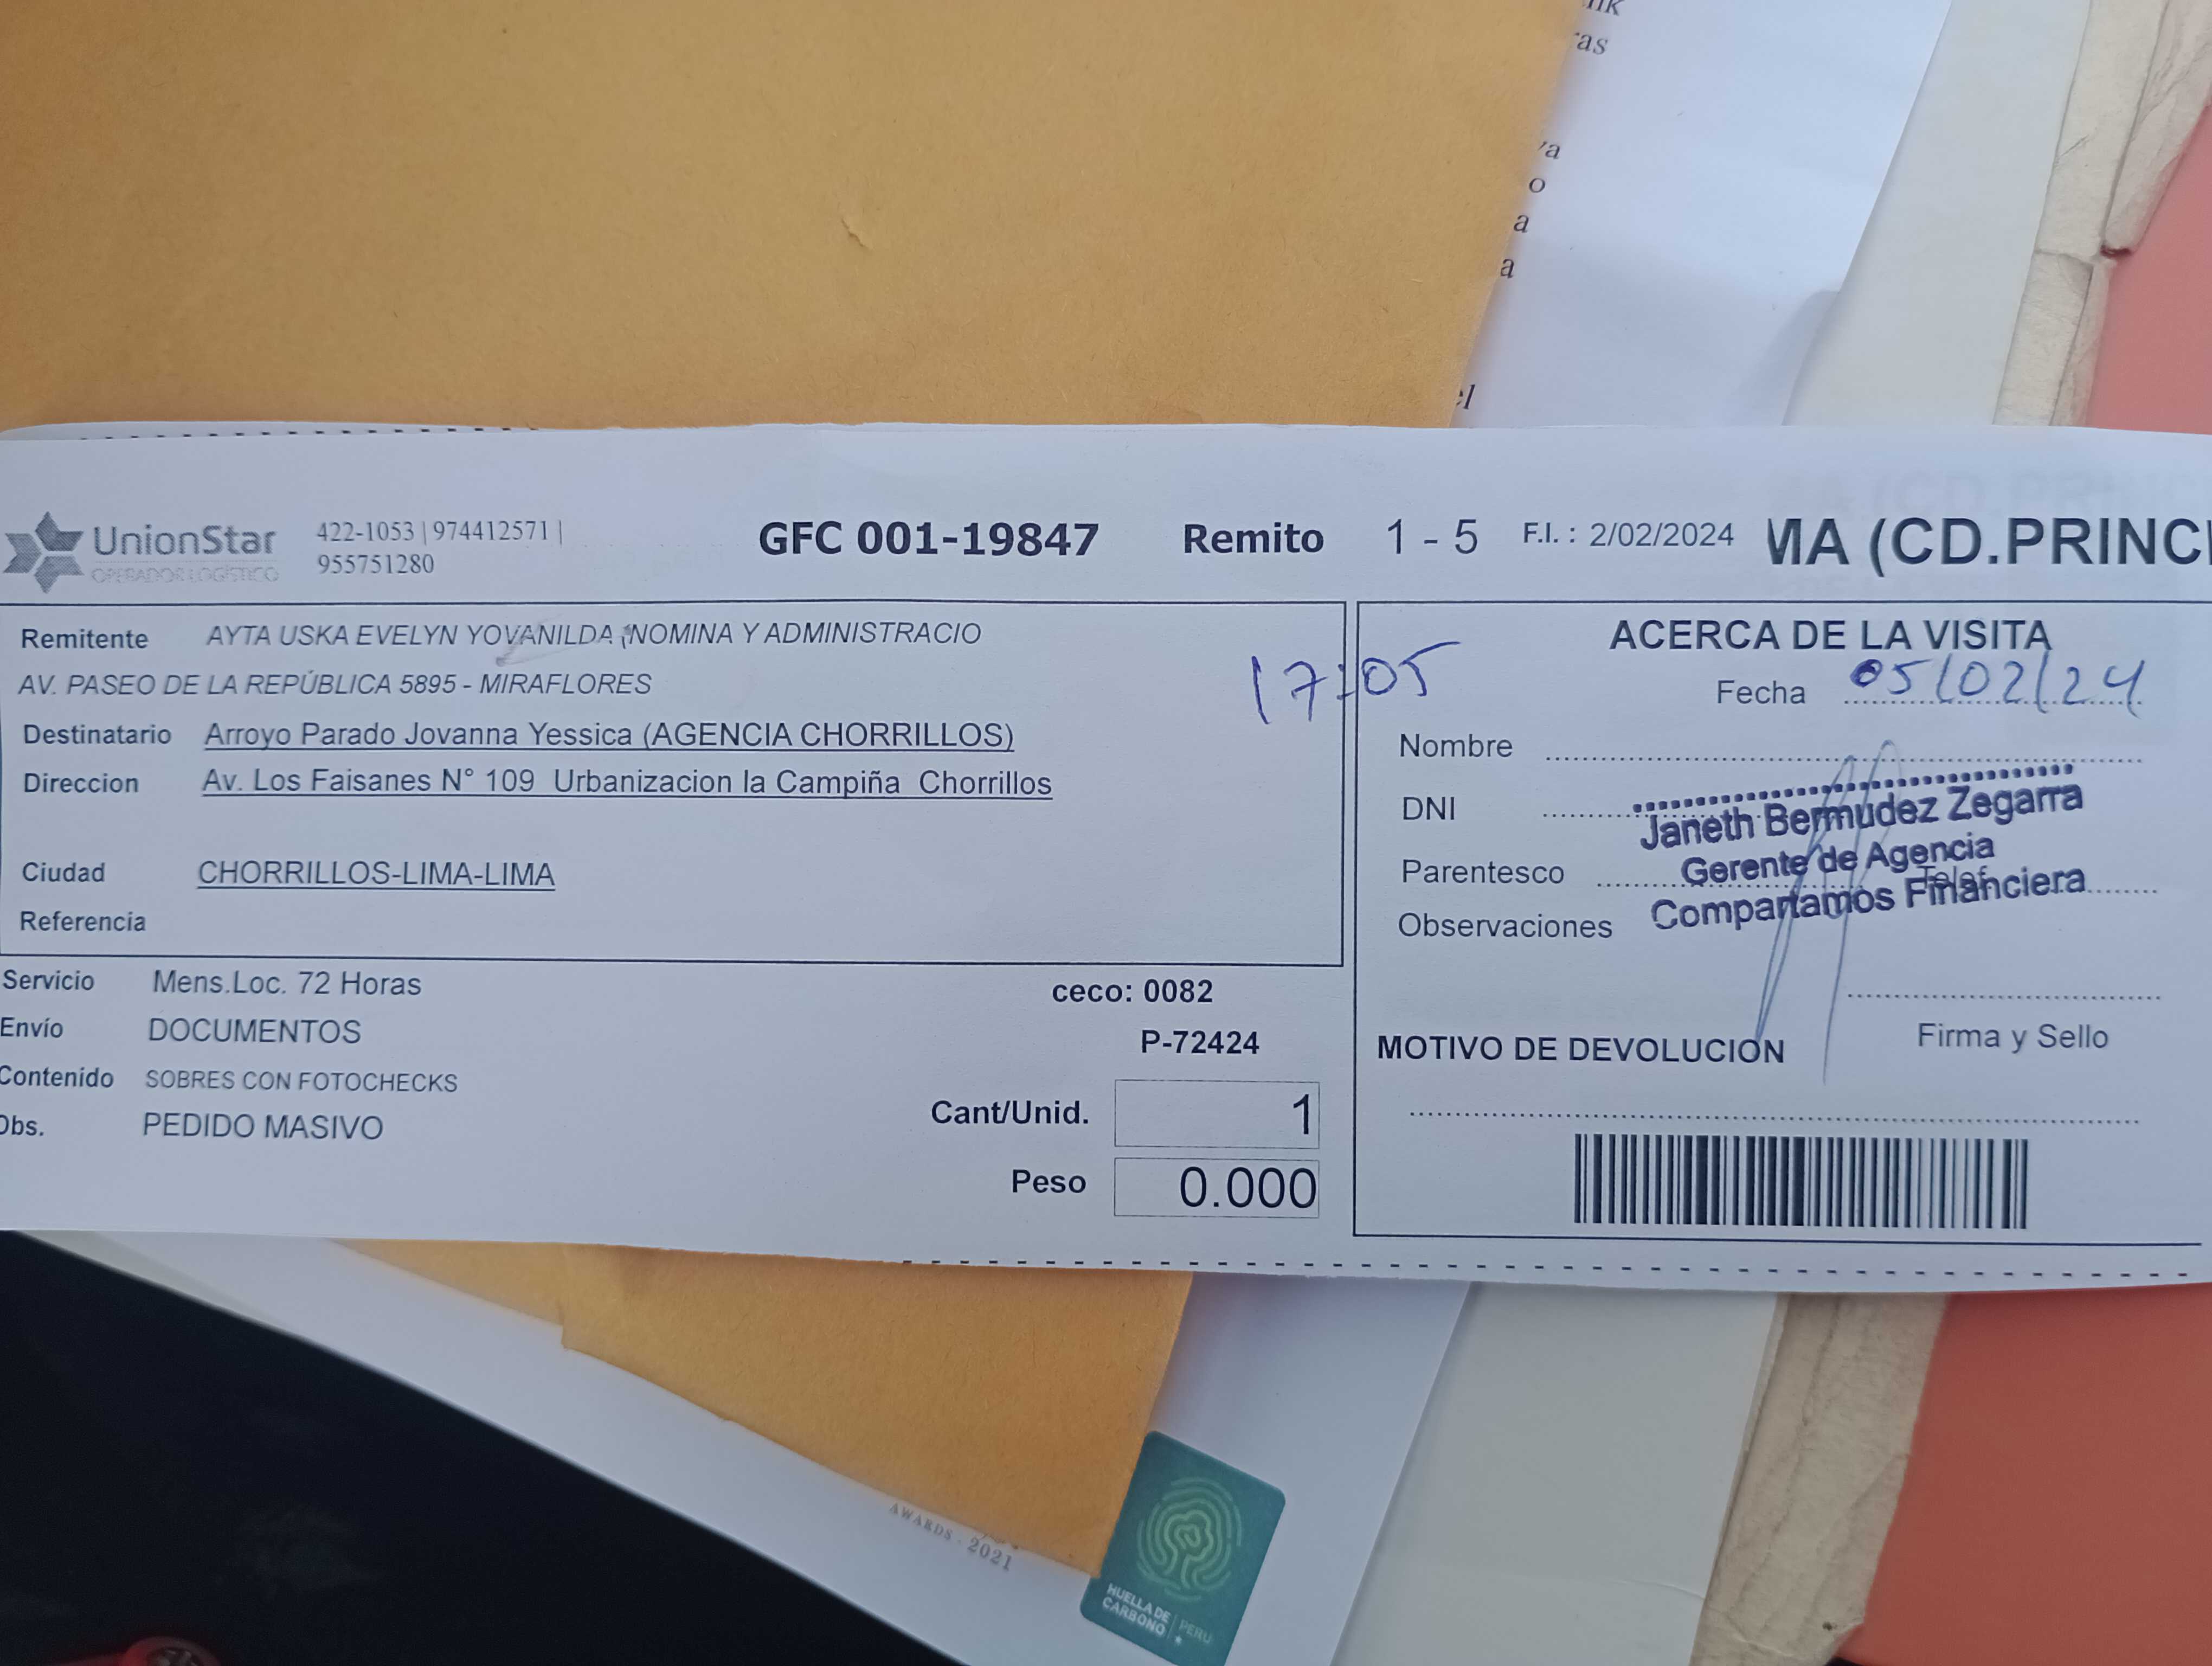 as
a
o
a
a
el
UnionStar
OPERADOR LOGÍSTICO
422-1053 | 974412571 |
955751280
GFC 001-19847 Remito 1 - 5 F.I. : 2/02/2024 MA (CD.PRINCI
Remitente AYTA USKA EVELYN YOVANILDA ;NOMINA Y ADMINISTRACIO
AV. PASEO DE LA REPÚBLICA 5895 - MIRAFLORES
Destinatario Arroyo Parado Jovanna Yessica (AGENCIA CHORRILLOS)
Direccion Av. Los Faisanes N° 109 Urbanizacion la Campiña Chorrillos
Ciudad CHORRILLOS-LIMA-LIMA
Referencia
17:05
Servicio Mens.Loc. 72 Horas
Envío DOCUMENTOS
Contenido SOBRES CON FOTOCHECKS
Obs. PEDIDO MASIVO
ceco: 0082
P-72424
Cant/Unid. 1
Peso 0.000
ACERCA DE LA VISITA
Fecha 05/02/24
Nombre
DNI
Parentesco Telef
Observaciones
Janeth Bermudez Zegarra
Gerente de Agencia
Compartamos Financiera
Firma y Sello
MOTIVO DE DEVOLUCION
AWARDS · 2021
HUELLA DE
CARBONO
PERÚ